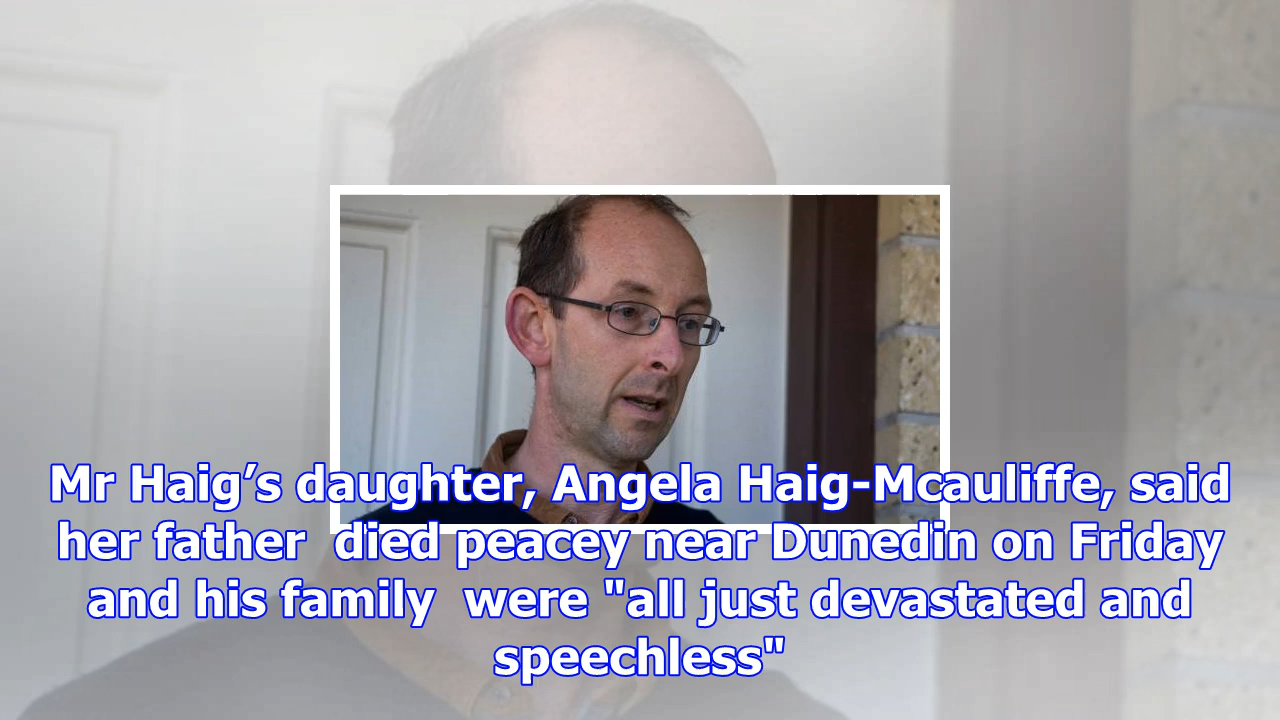 Mr Haig’s daughter, Angela Haig-Mcauliffe, said
her father  died peacey near Dunedin on Friday
and his family  were "all just devastated and
speechless"